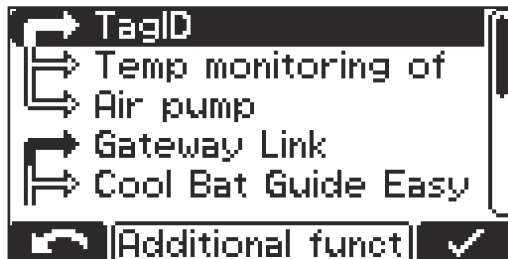 TagID
Temp monitoring of
Air pump
Gateway Link
Cool Bat Guide Easy
Additional funct